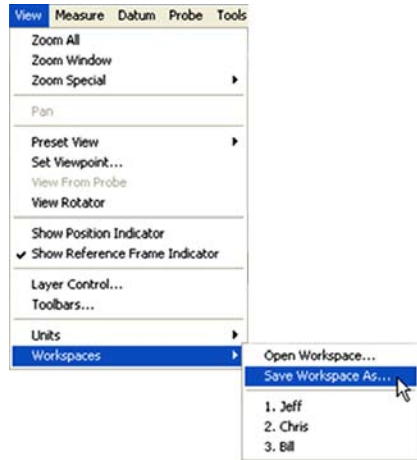 View Measure Datum Probe Tools
Zoom All
Zoom Window
Zoom Special
Pan
Preset View
Set Viewpoint...
View From Probe
View Rotator
Show Position Indicator
Show Reference Frame Indicator
Layer Control...
Toolbars...
Units
Workspaces
Open Workspace...
Save Workspace As...
1. Jeff
2. Chris
3. Bill